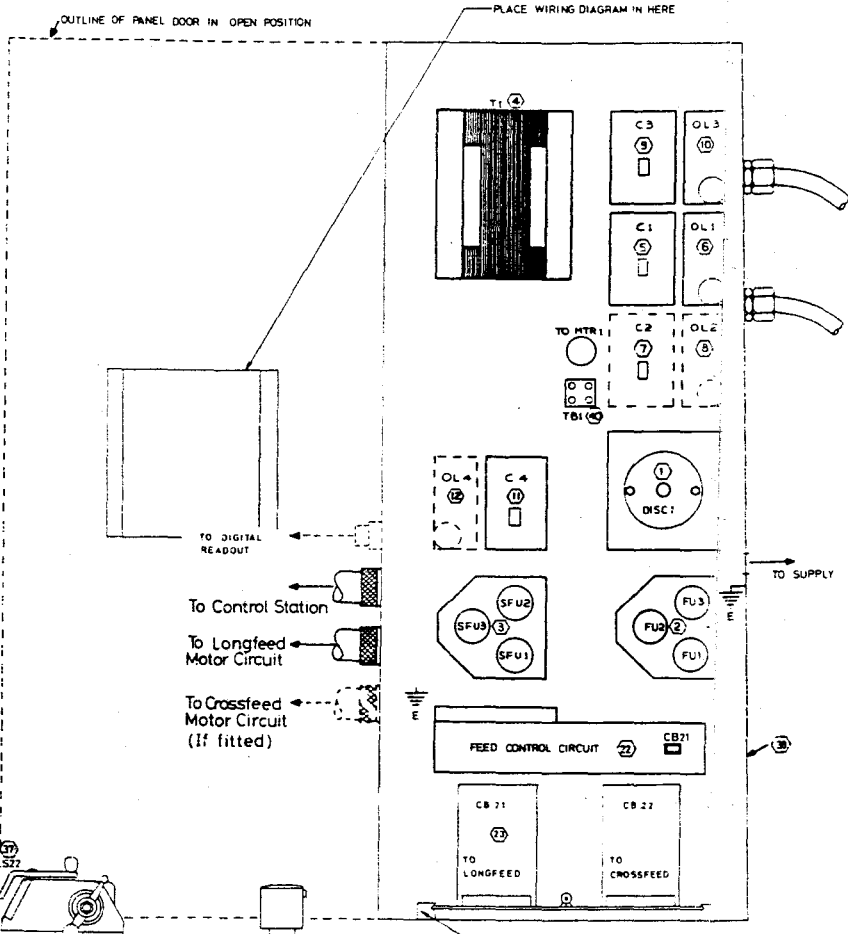 PLACE WIRING DIAGRAM IN HERE
OUTLINE OF PANEL DOOR IN OPEN POSITION
T1 4
C3
9
OL3
10
C1
5
OL1
6
TO MTR1
C2
7
OL2
8
TB1 40
OL4
12
C4
11
1
DISC1
TO DIGITAL
READOUT
TO SUPPLY
E
To Control Station
SFU2
SFU3 3
SFU1
FU3
FU2 2
FU1
To Longfeed
Motor Circuit
E
To Crossfeed
Motor Circuit
(If fitted)
FEED CONTROL CIRCUIT 22
CB21
38
CB 21
23
TO
LONGFEED
CB 22
TO
CROSSFEED
37
LS22